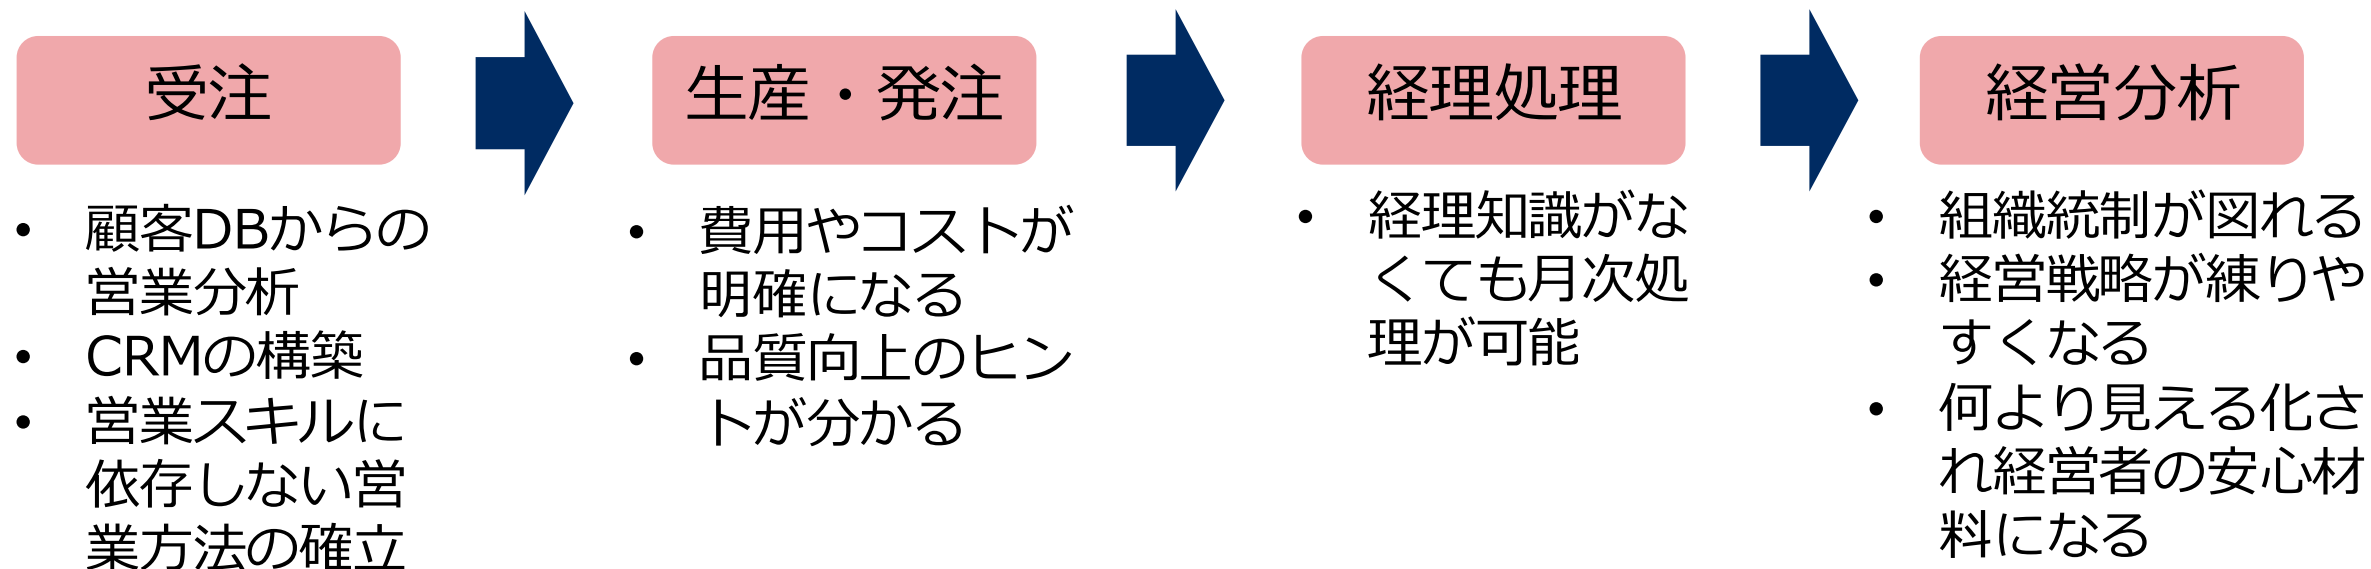 受注
• 顧客DBからの
営業分析
• CRMの構築
• 営業スキルに
依存しない営
業方法の確立
生産・発注
• 費用やコストが
明確になる
• 品質向上のヒン
トが分かる
経理処理
• 経理知識がな
くても月次処
理が可能
経営分析
• 組織統制が図れる
• 経営戦略が練りや
すくなる
• 何より見える化さ
れ経営者の安心材
料になる